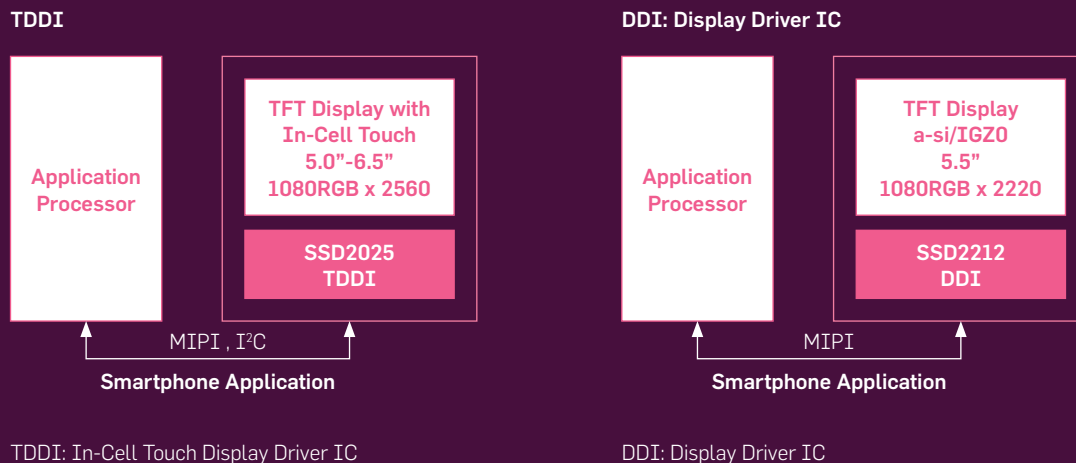 TDDI
Application
Processor
TFT Display with
In-Cell Touch
5.0”-6.5”
1080RGB x 2560
SSD2025
TDDI
MIPI , I²C
Smartphone Application
TDDI: In-Cell Touch Display Driver IC
DDI: Display Driver IC
Application
Processor
TFT Display
a-si/IGZO
5.5”
1080RGB x 2220
SSD2212
DDI
MIPI
Smartphone Application
DDI: Display Driver IC